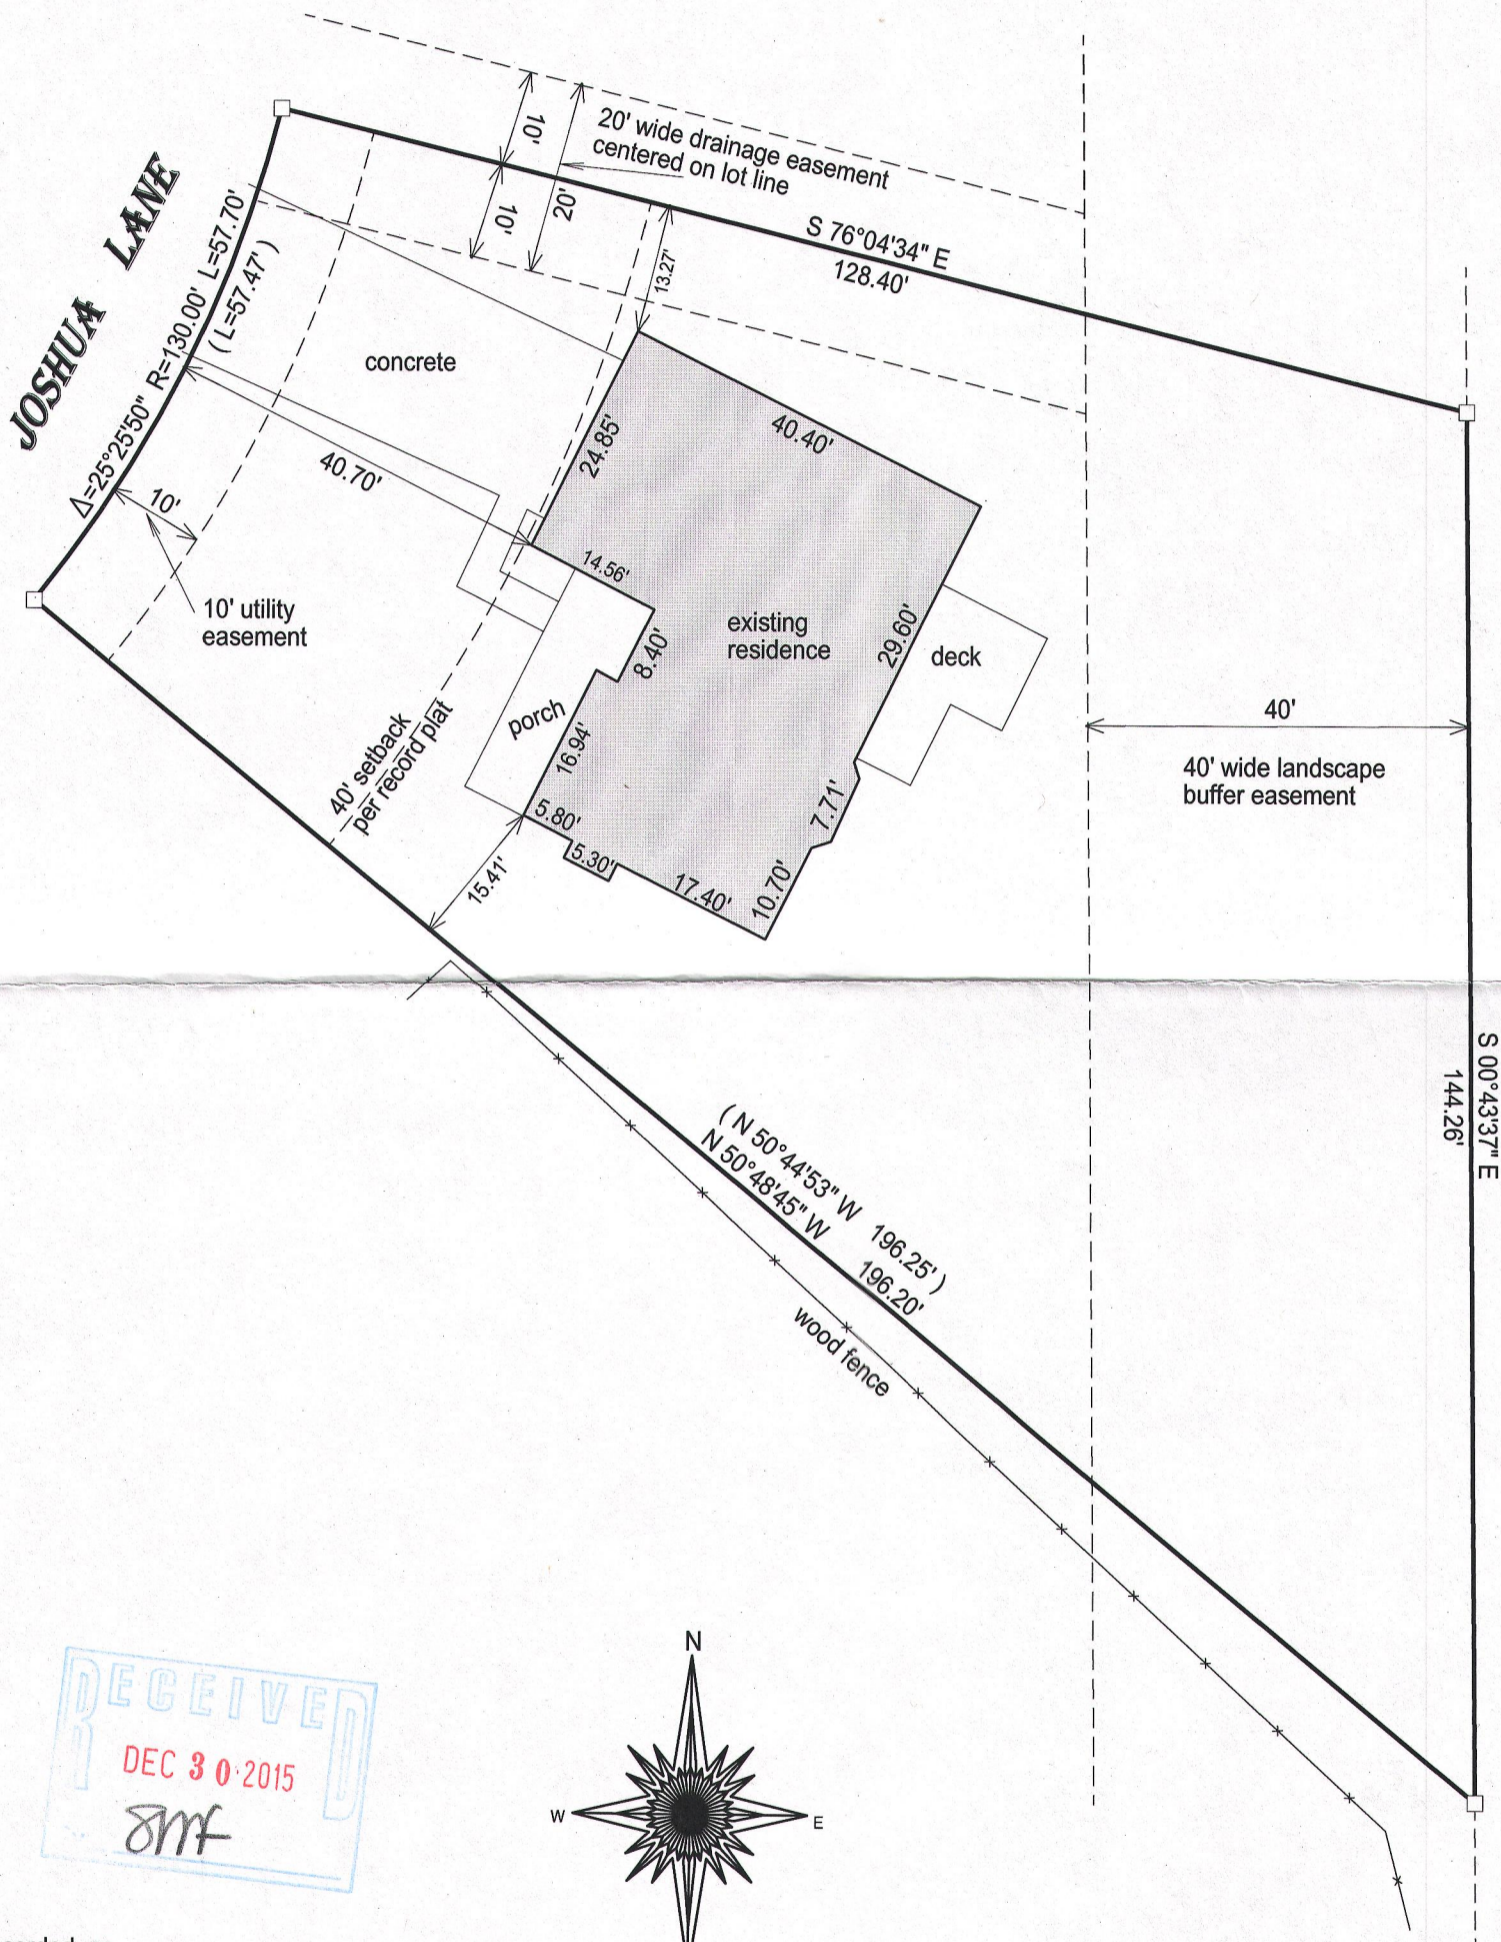 JOSHUA LANE
Δ=25°25'50" R=130.00' L=57.70'
( L=57.47' )
10'
10'
20'
20' wide drainage easement
centered on lot line
S 76°04'34" E
128.40'
13.27'
concrete
24.85'
40.40'
40.70'
10'
10' utility
easement
14.56'
8.40'
existing
residence
29.60'
deck
porch
16.94'
40' setback
per record plat
5.80'
5.30'
17.40'
10.70'
7.71'
15.41'
40'
40' wide landscape
buffer easement
S 00°43'37" E
144.26'
( N 50°44'53" W 196.25' )
N 50°48'45" W 196.20'
wood fence
RECEIVED
DEC 30 2015
SMF
N
W
E